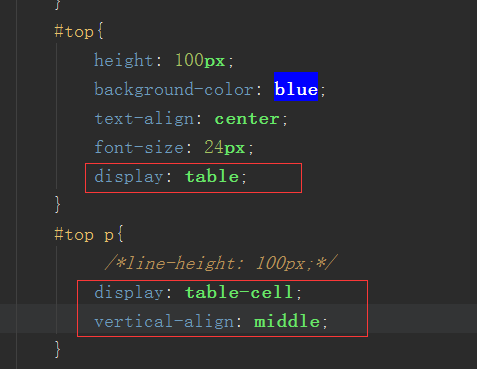 }
#top{
height: 100px;
background-color: blue;
text-align: center;
font-size: 24px;
display: table;
}
#top p{
/*line-height: 100px;*/
display: table-cell;
vertical-align: middle;
}